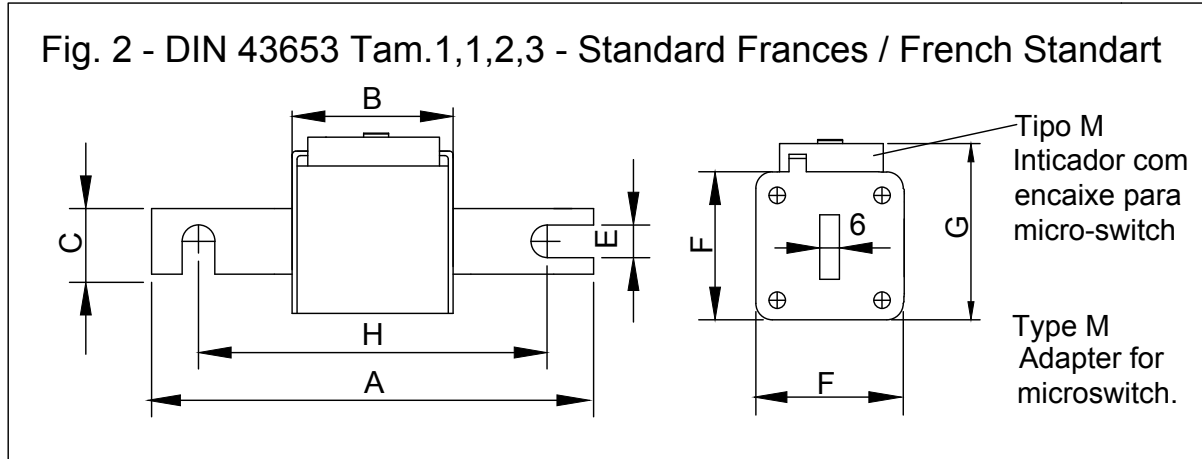 Fig. 2 - DIN 43653 Tam.1,1,2,3 - Standard Frances / French Standart
B
C
E
H
A
F
6
G
F
Tipo M
Inticador com
encaixe para
micro-switch
Type M
Adapter for
microswitch.